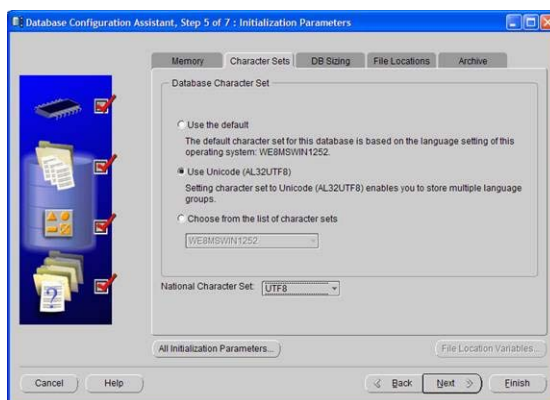 Database Configuration Assistant, Step 5 of 7 : Initialization Parameters
Memory
Character Sets
DB Sizing
File Locations
Archive
Database Character Set
Use the default
The default character set for this database is based on the language setting of this
operating system: WE8MSWIN1252.
Use Unicode (AL32UTF8)
Setting character set to Unicode (AL32UTF8) enables you to store multiple language
groups.
Choose from the list of character sets
WE8MSWIN1252
National Character Set:
UTF8
?
All Initialization Parameters...
File Location Variables...
Cancel
Help
Back
Next
Finish